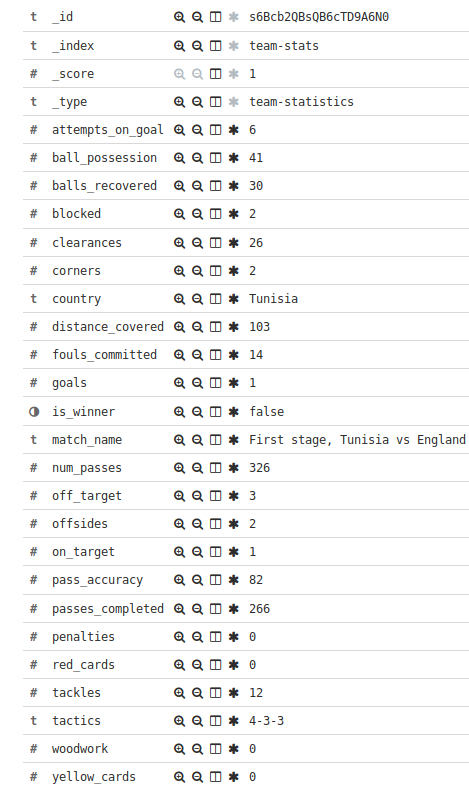 t _id s6Bcb2QBsQB6cTD9A6N0
t _index team-stats
# _score 1
t _type team-statistics
# attempts_on_goal 6
# ball_possession 41
# balls_recovered 30
# blocked 2
# clearances 26
# corners 2
t country Tunisia
# distance_covered 103
# fouls_committed 14
# goals 1
is_winner false
t match_name First stage, Tunisia vs England
# num_passes 326
# off_target 3
# offsides 2
# on_target 1
# pass_accuracy 82
# passes_completed 266
# penalties 0
# red_cards 0
# tackles 12
t tactics 4-3-3
# woodwork 0
# yellow_cards 0